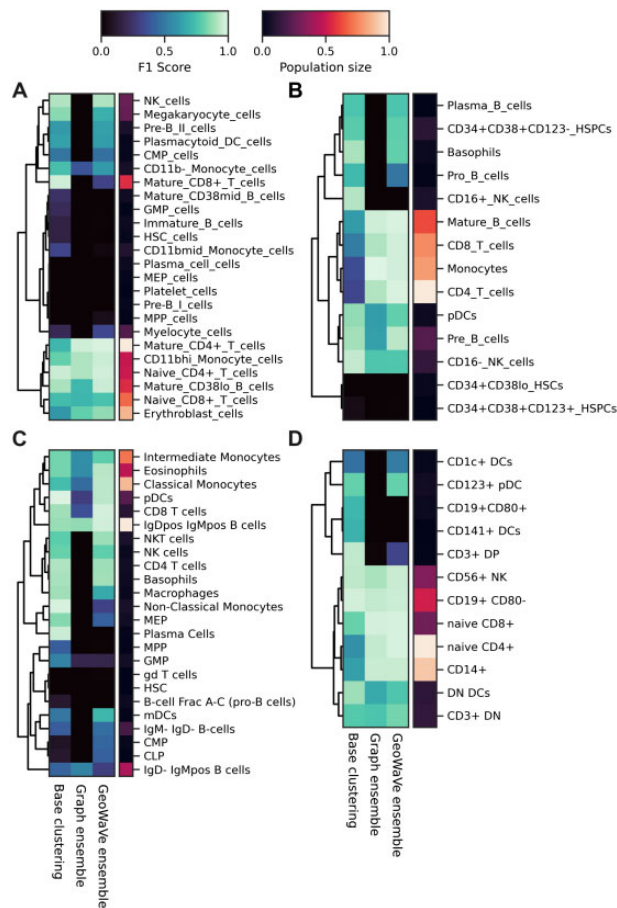 0.0 0.5 1.0 0.0 0.5 1.0
F1 Score Population size
A
NK_cells
Megakaryocyte_cells
Pre-B_II_cells
Plasmacytoid_DC_cells
CMP_cells
CD11b-_Monocyte_cells
Mature_CD8+_T_cells
Mature_CD38mid_B_cells
GMP_cells
Immature_B_cells
HSC_cells
CD11bmid_Monocyte_cells
Plasma_cell_cells
MEP_cells
Platelet_cells
Pre-B_I_cells
MPP_cells
Myelocyte_cells
Mature_CD4+_T_cells
CD11bhi_Monocyte_cells
Naive_CD4+_T_cells
Mature_CD38lo_B_cells
Naive_CD8+_T_cells
Erythroblast_cells
B
Plasma_B_cells
CD34+CD38+CD123-_HSPCs
Basophils
Pro_B_cells
CD16+_NK_cells
Mature_B_cells
CD8_T_cells
Monocytes
CD4_T_cells
pDCs
Pre_B_cells
CD16-_NK_cells
CD34+CD38lo_HSCs
CD34+CD38+CD123+_HSPCs
C
Intermediate Monocytes
Eosinophils
Classical Monocytes
pDCs
CD8 T cells
IgDpos IgMpos B cells
NKT cells
NK cells
CD4 T cells
Basophils
Macrophages
Non-Classical Monocytes
MEP
Plasma Cells
MPP
GMP
gd T cells
HSC
B-cell Frac A-C (pro-B cells)
mDCs
IgM- IgD- B-cells
CMP
CLP
IgD- IgMpos B cells
Base clustering
Graph ensemble
GeoWaVe ensemble
D
CD1c+ DCs
CD123+ pDC
CD19+CD80+
CD141+ DCs
CD3+ DP
CD56+ NK
CD19+ CD80-
naive CD8+
naive CD4+
CD14+
DN DCs
CD3+ DN
Base clustering
Graph ensemble
GeoWaVe ensemble